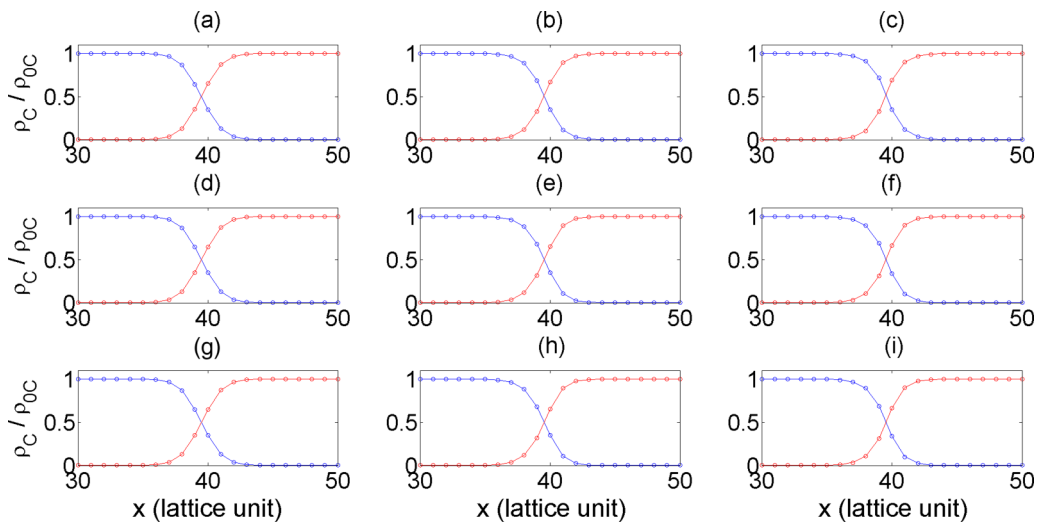 (a) (b) (c)
1 1 1
ρC / ρ0C
0.5 0.5 0.5
0 0 0
30 40 50 30 40 50 30 40 50
(d) (e) (f)
1 1 1
ρC / ρ0C
0.5 0.5 0.5
0 0 0
30 40 50 30 40 50 30 40 50
(g) (h) (i)
1 1 1
ρC / ρ0C
0.5 0.5 0.5
0 0 0
30 40 50 30 40 50 30 40 50
x (lattice unit) x (lattice unit) x (lattice unit)